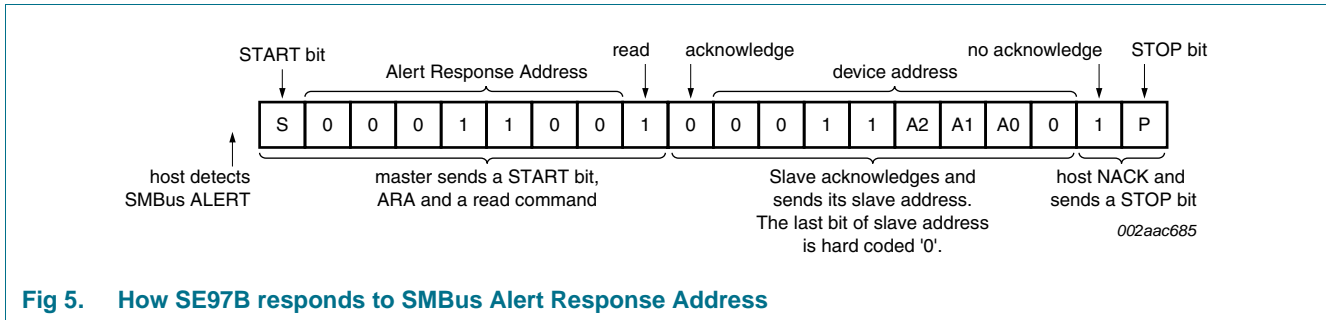 START bit
Alert Response Address
read
acknowledge
device address
no acknowledge
STOP bit
S 0 0 0 1 1 0 0 1 0 0 0 1 1 A2 A1 A0 0 1 P
host detects
SMBus ALERT
master sends a START bit,
ARA and a read command
Slave acknowledges and
sends its slave address.
The last bit of slave address
is hard coded '0'.
host NACK and
sends a STOP bit
002aac685
Fig 5. How SE97B responds to SMBus Alert Response Address